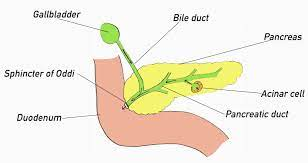 Gallbladder
Bile duct
Pancreas
Sphincter of Oddi
Acinar cell
Duodenum
Pancreatic duct